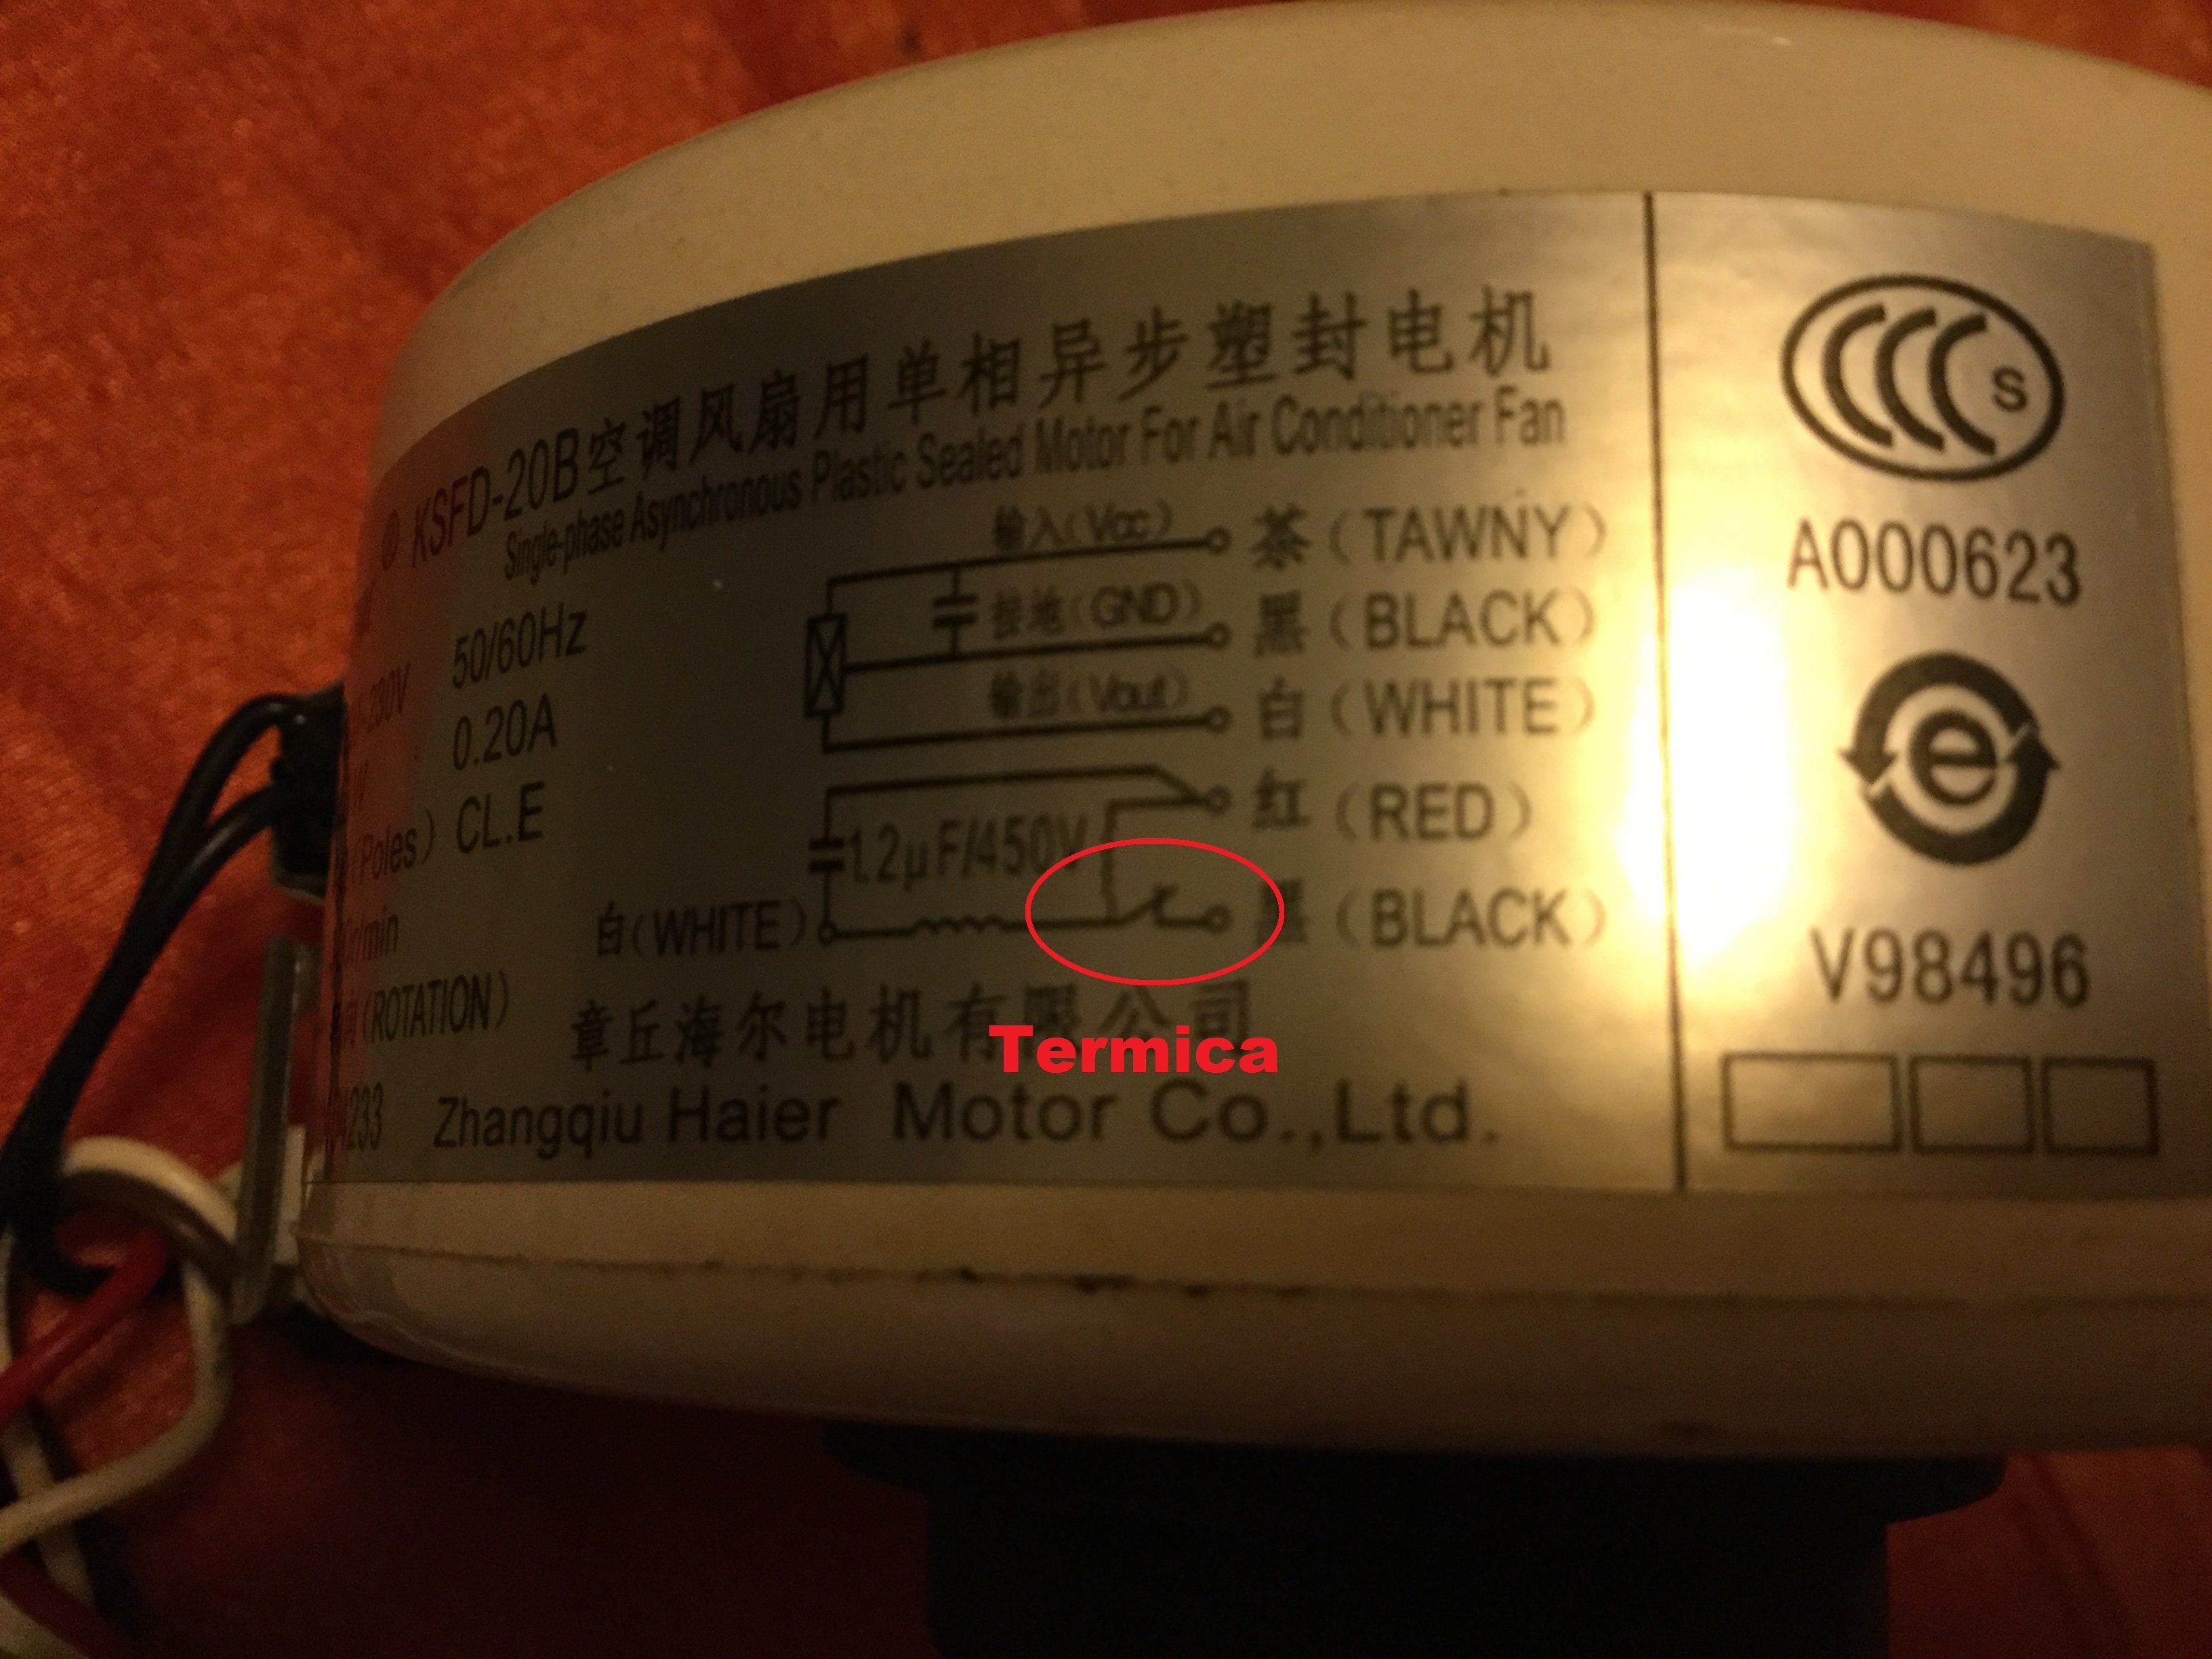 ® KSFD-20B空调风扇用单相异步塑封电机
Single-phase Asynchronous Plastic Sealed Motor For Air Conditioner Fan
50/60Hz
230V 0.20A
(Poles) CL.E
r/min
(ROTATION)
4233
输入(Vcc) 茶(TAWNY)
接地(GND) 黑(BLACK)
输出(Vout) 白(WHITE)
红(RED)
1.2μF/450V
白(WHITE) 黑(BLACK)
章丘海尔电机有限公司
Termica
Zhangqiu Haier Motor Co.,Ltd.
CCC S
A000623
e
V98496